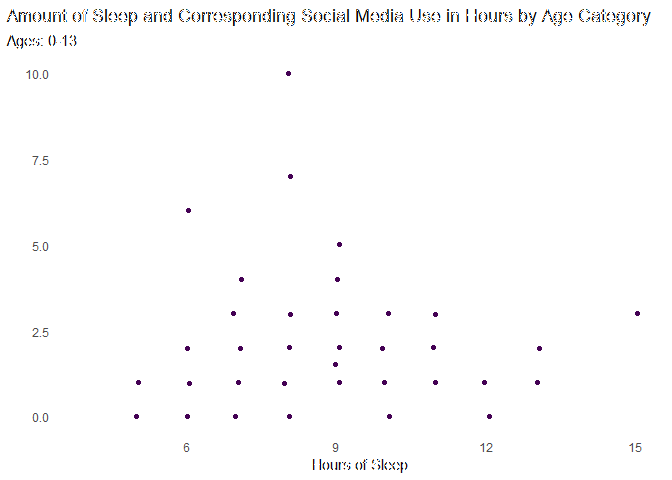 Amount of Sleep and Corresponding Social Media Use in Hours by Age Category
Ages: 0-13
10.0
7.5
5.0
2.5
0.0
6 9 12 15
Hours of Sleep